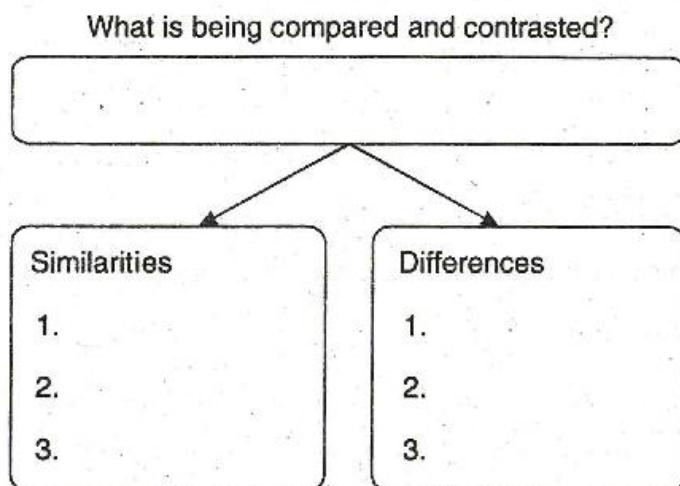 What is being compared and contrasted?
Similarities
1.
2.
3.
Differences
1.
2.
3.